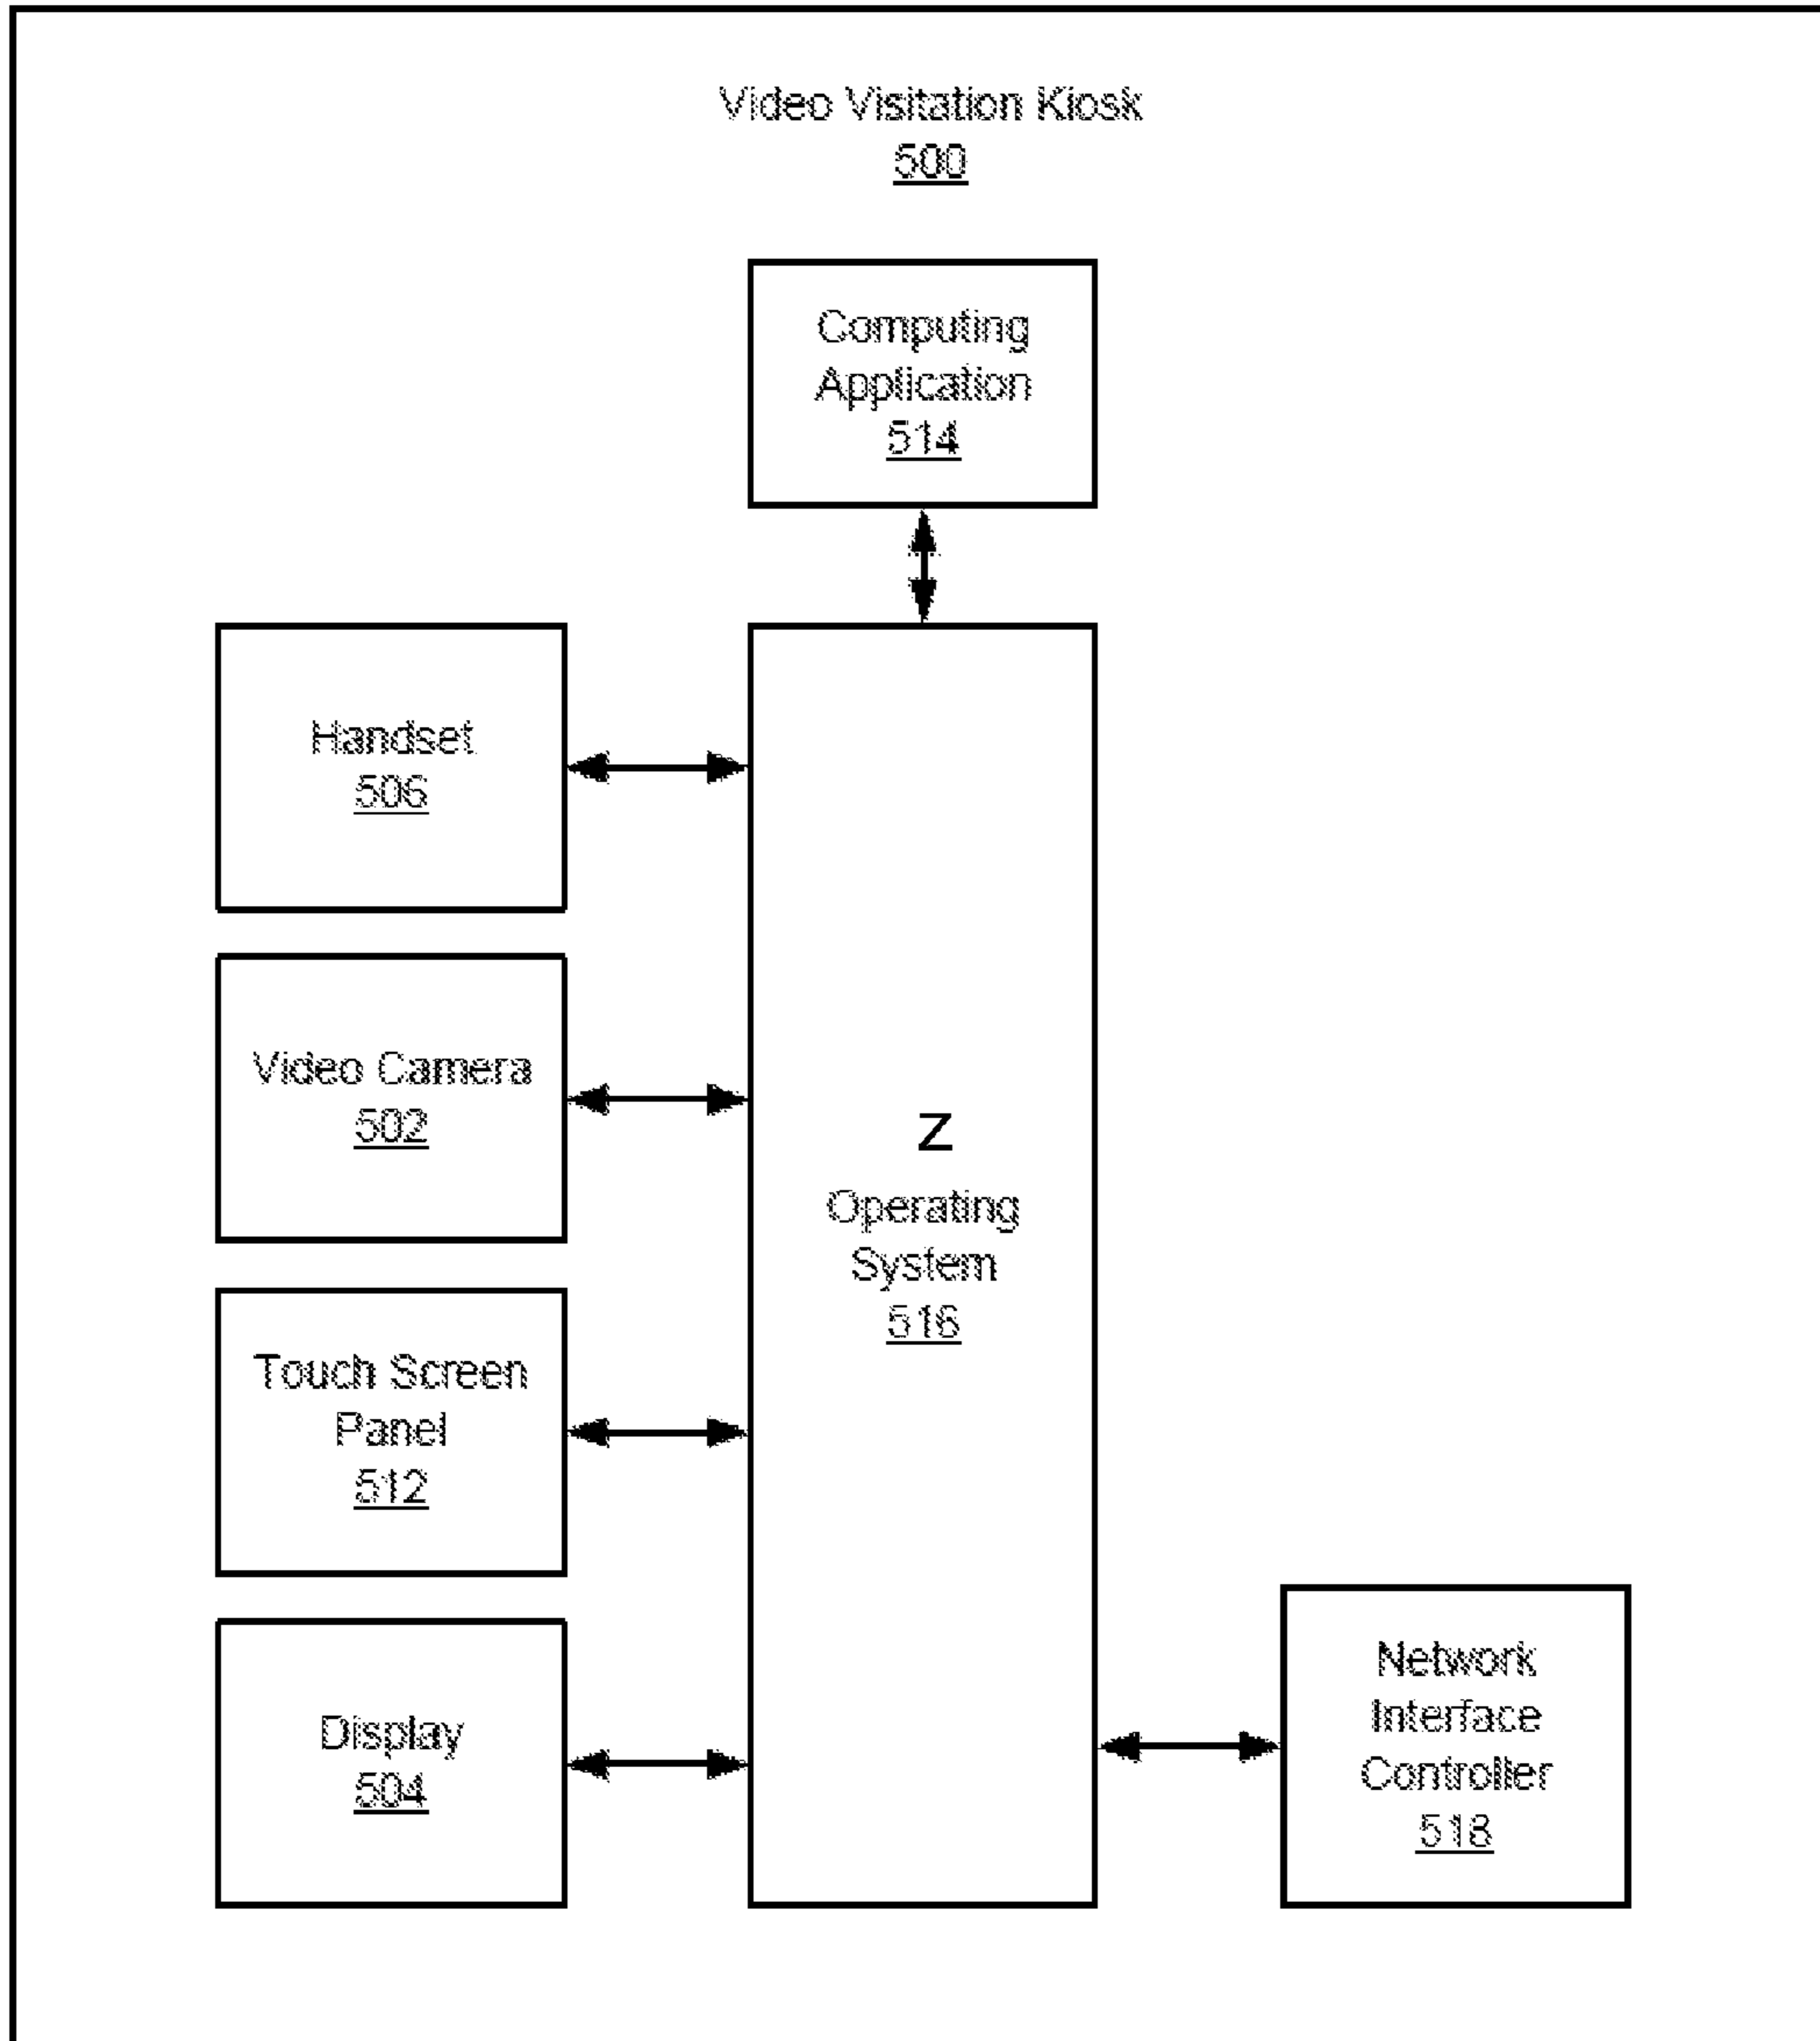 Video Visitation Kiosk
500
Computing
Application
514
Handset
506
Video Camera
502
Touch Screen
Panel
512
Display
504
Z
Operating
System
516
Network
Interface
Controller
518